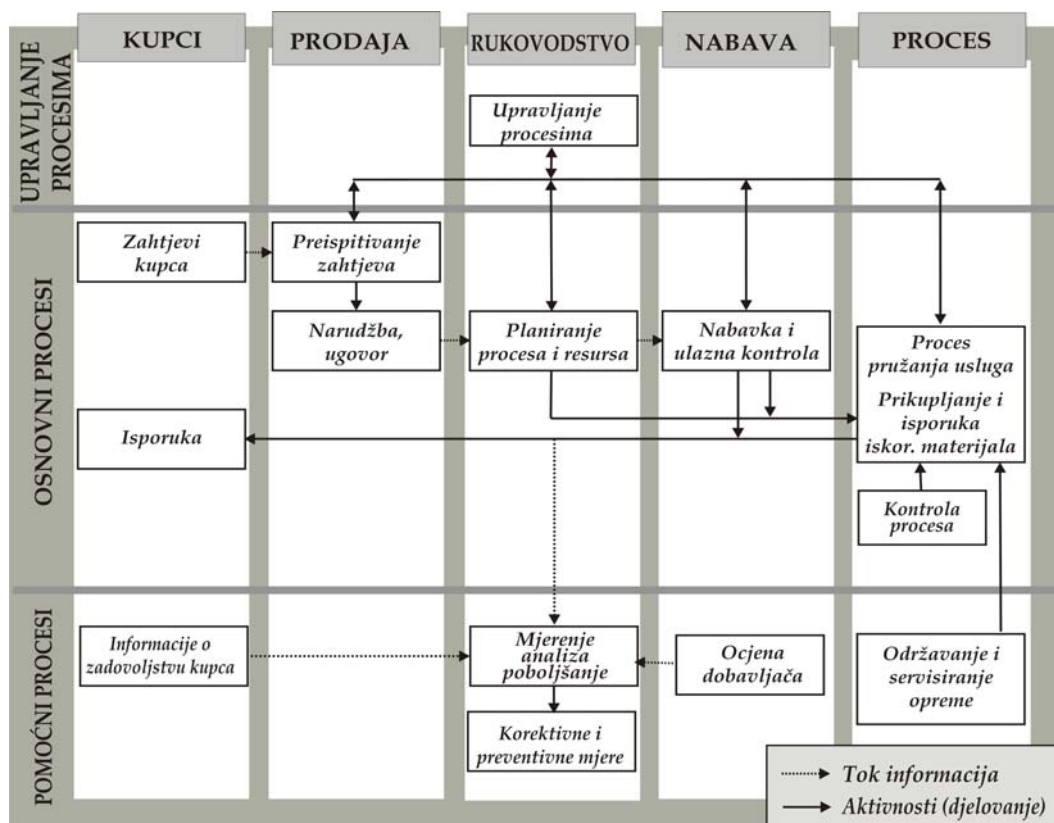 KUPCI
PRODAJA
RUKOVODSTVO
NABAVA
PROCES
UPRAVLJANJE
PROCESIMA
Upravljanje
procesima
OSNOVNI PROCESI
Zahtjevi
kupca
Preispitivanje
zahtjeva
Narudžba,
ugovor
Planiranje
procesa i resursa
Nabavka i
ulazna kontrola
Proces
pružanja usluga
Prikupljanje i
isporuka
iskor. materijala
Isporuka
Kontrola
procesa
POMOĆNI PROCESI
Informacije o
zadovoljstvu kupca
Mjerenje
analiza
poboljšanje
Ocjena
dobavljača
Održavanje i
servisiranje
opreme
Korektivne i
preventivne mjere
Tok informacija
Aktivnosti (djelovanje)